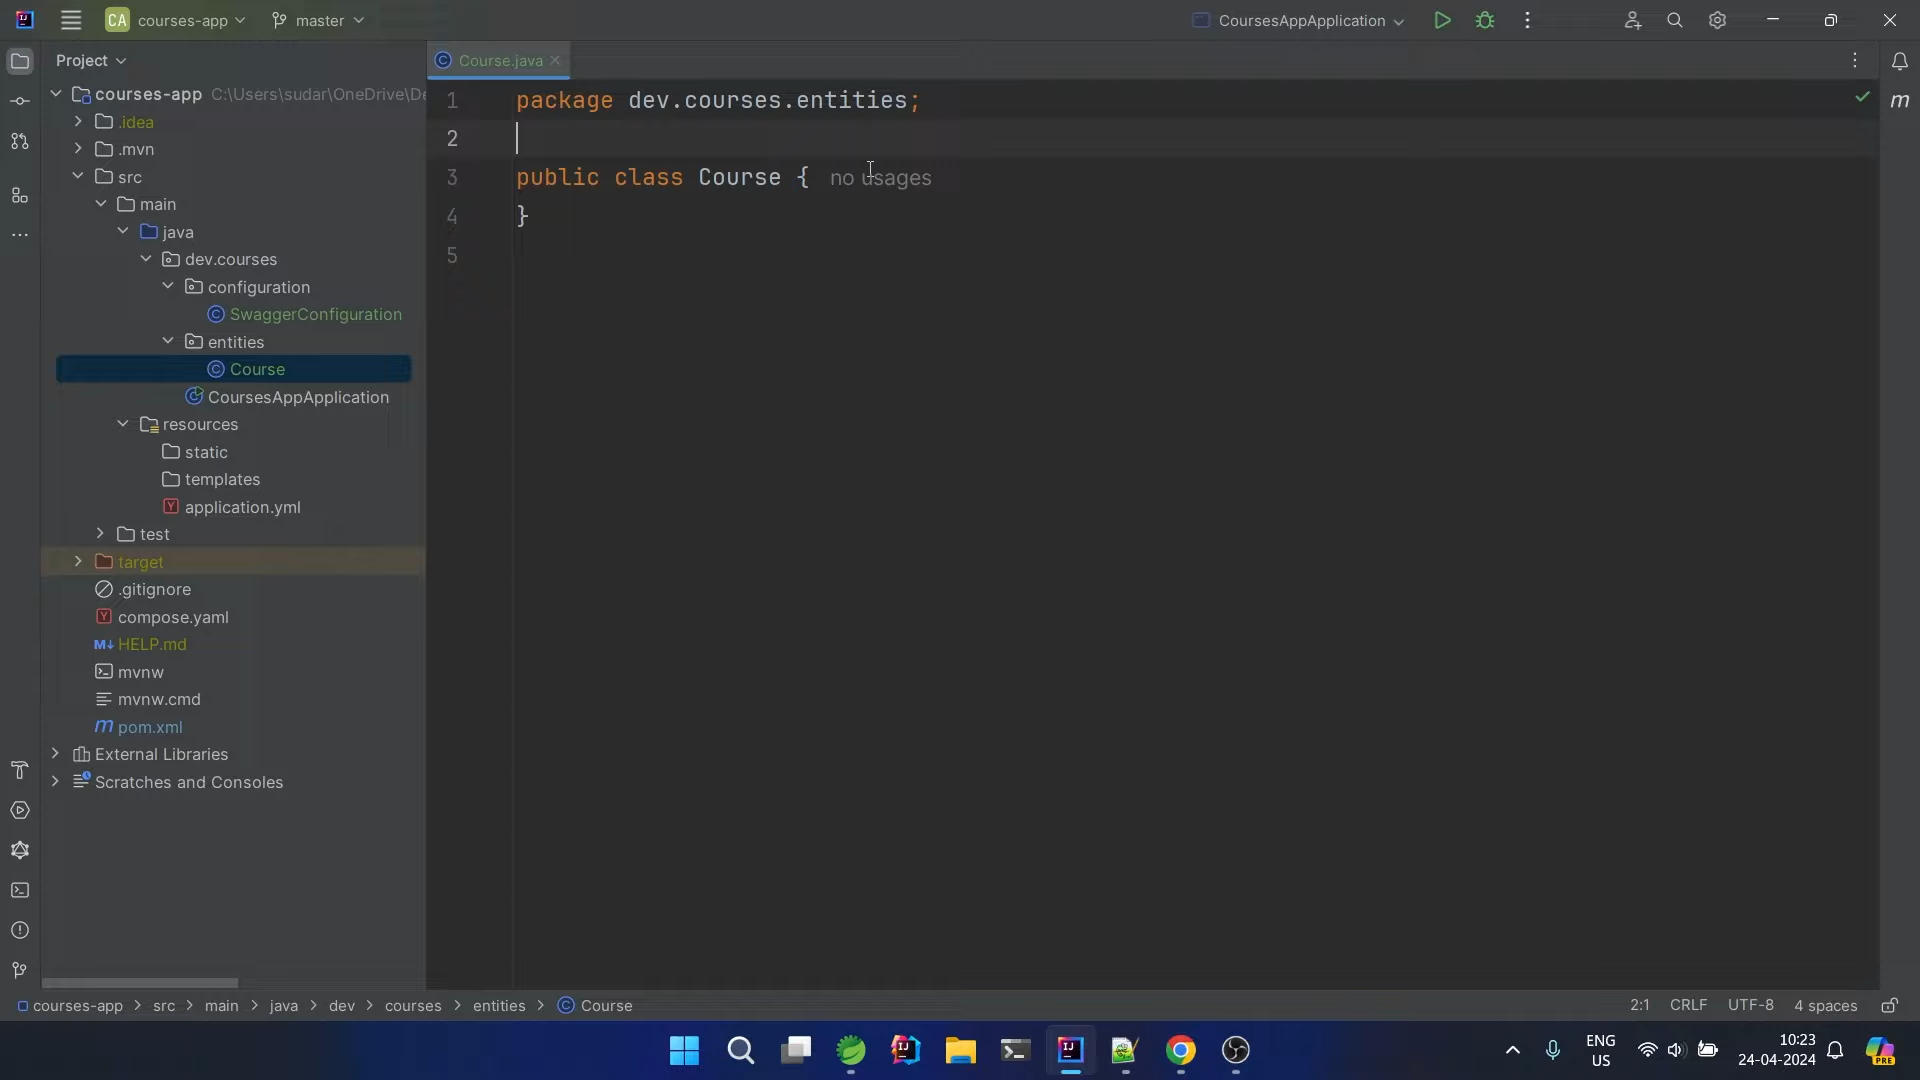 CA courses-app master CoursesAppApplication
Project
Course.java
courses-app C:\Users\sudar\OneDrive\De
.idea
.mvn
src
main
java
dev.courses
configuration
SwaggerConfiguration
entities
Course
CoursesAppApplication
resources
static
templates
application.yml
test
target
.gitignore
compose.yaml
HELP.md
mvnw
mvnw.cmd
pom.xml
External Libraries
Scratches and Consoles
1 package dev.courses.entities;
2
3 public class Course { no usages
4 }
5
courses-app > src > main > java > dev > courses > entities > Course
2:1 CRLF UTF-8 4 spaces
ENG
US
10:23
24-04-2024
PRE